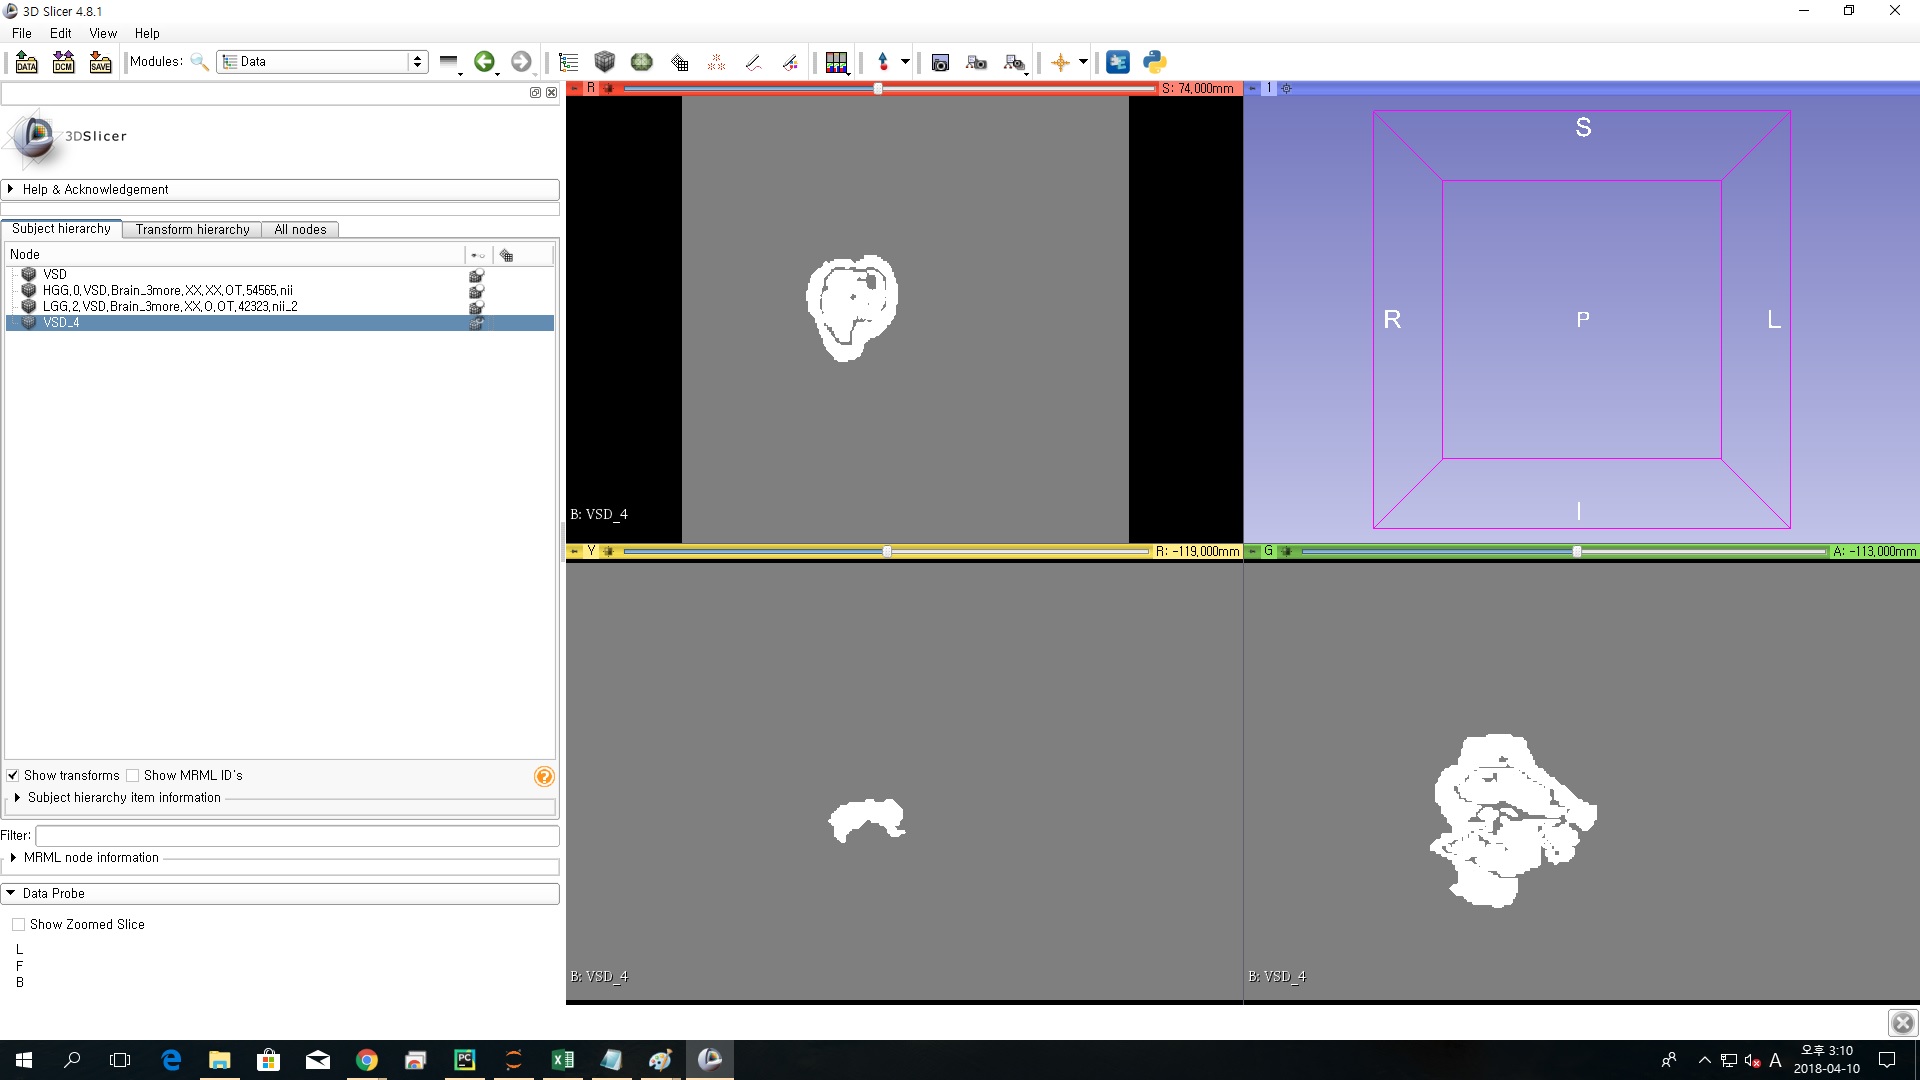 3D Slicer 4.8.1
File Edit View Help
DATA DCM SAVE Modules: Data
R S: 74,000mm 1
3DSlicer
Help & Acknowledgement
Subject hierarchy Transform hierarchy All nodes
Node
VSD
HGG,0,VSD,Brain_3more,XX,XX,OT,54565,nii
LGG,2,VSD,Brain_3more,XX,O,OT,42323,nii_2
VSD_4
S
R P L
I
B: VSD_4
Y R: -119,000mm G A: -113,000mm
Show transforms Show MRML ID's
Subject hierarchy item information
Filter:
MRML node information
Data Probe
Show Zoomed Slice
L
F
B
B: VSD_4 B: VSD_4
PC A 오후 3:10
2018-04-10